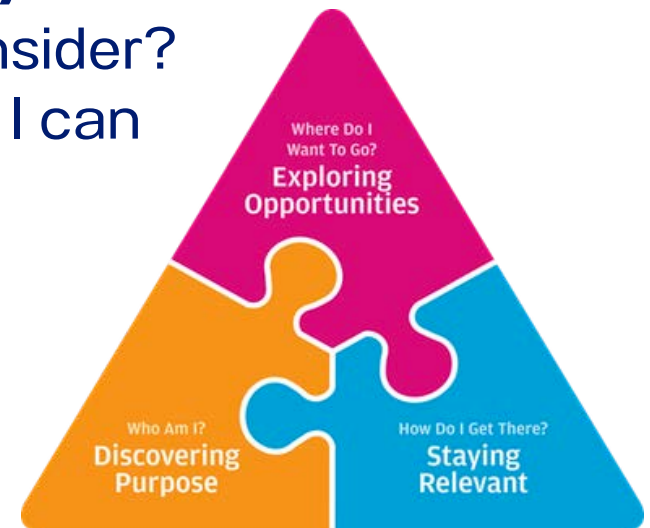 nsider?
I can
Where Do I
Want To Go?
Exploring
Opportunities
Who Am I?
Discovering
Purpose
How Do I Get There?
Staying
Relevant